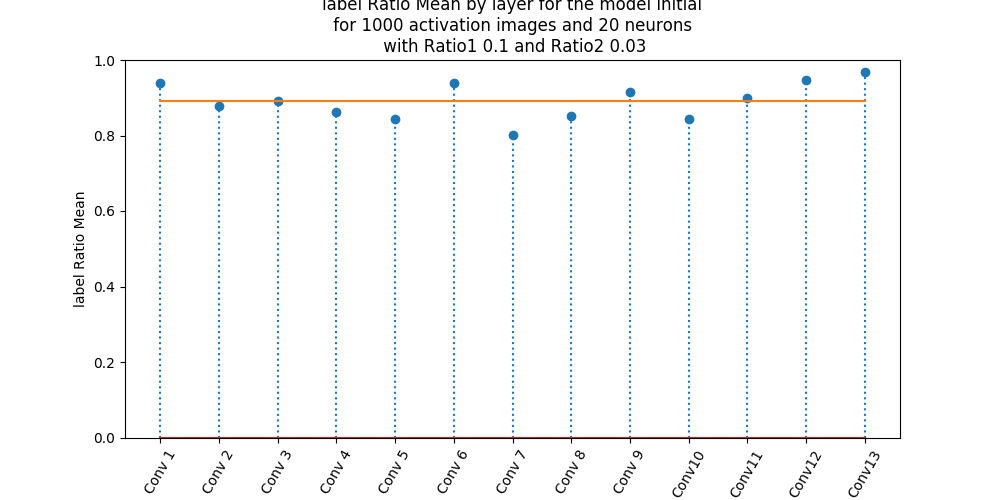 label Ratio Mean by layer for the model initial
for 1000 activation images and 20 neurons
with Ratio1 0.1 and Ratio2 0.03
1.0
0.8
0.6
0.4
0.2
0.0
label Ratio Mean
Conv 1
Conv 2
Conv 3
Conv 4
Conv 5
Conv 6
Conv 7
Conv 8
Conv 9
Conv10
Conv11
Conv12
Conv13